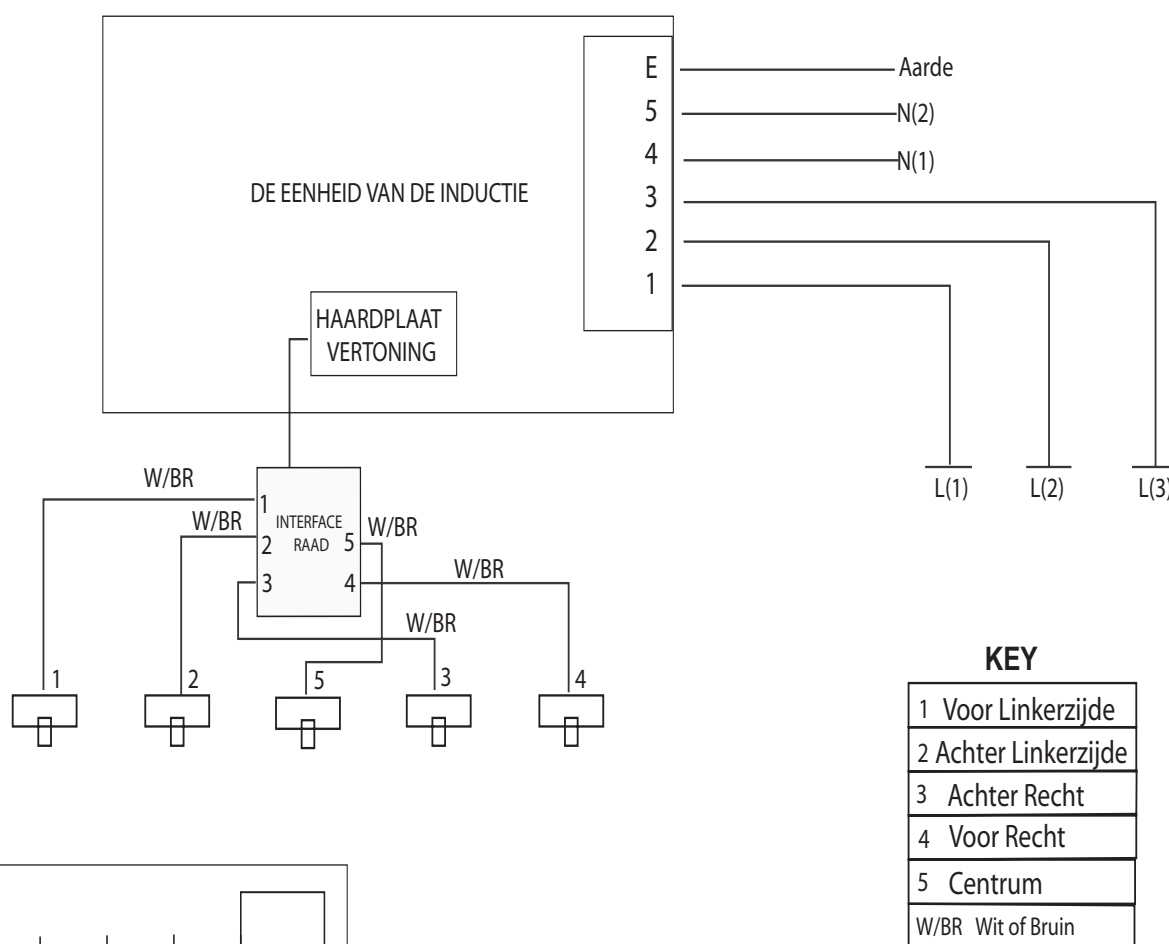 E
Aarde
5
N(2)
4
N(1)
DE EENHEID VAN DE INDUCTIE
3
2
1
HAARDPLAAT
VERTONING
L(1)
L(2)
L(3)
W/BR
W/BR
W/BR
W/BR
W/BR
1
INTERFACE
2
RAAD
5
3
4
1
2
5
3
4
KEY
1 Voor Linkerzijde
2 Achter Linkerzijde
3 Achter Recht
4 Voor Recht
5 Centrum
W/BR Wit of Bruin